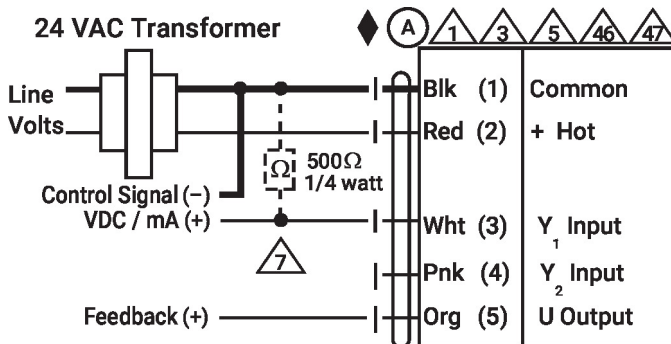 24 VAC Transformer
A 1 3 5 46 47
Line
Volts
Blk (1) Common
Red (2) + Hot
Ω 500Ω
1/4 watt
Control Signal (−)
VDC / mA (+)
Wht (3) Y1 Input
7
Pnk (4) Y2 Input
Feedback (+)
Org (5) U Output